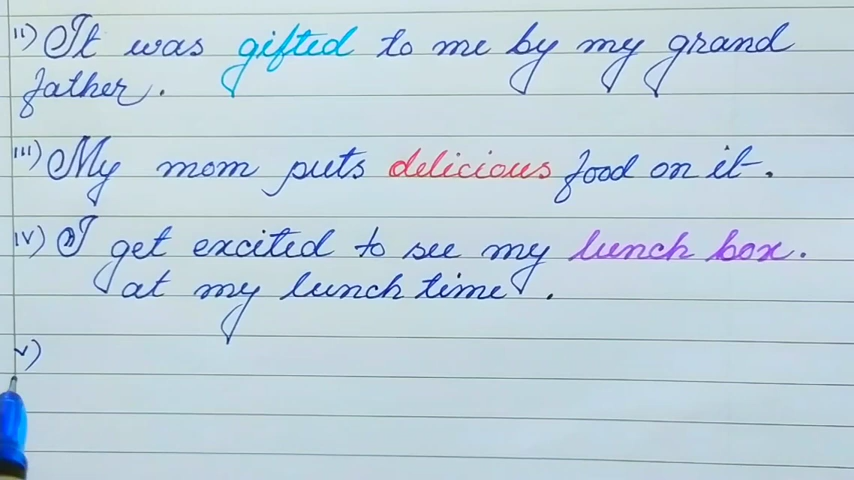 ii) It was gifted to me by my grand
father.
iii) My mom puts delicious food on it.
iv) I get excited to see my lunch box.
at my lunch time.
v)